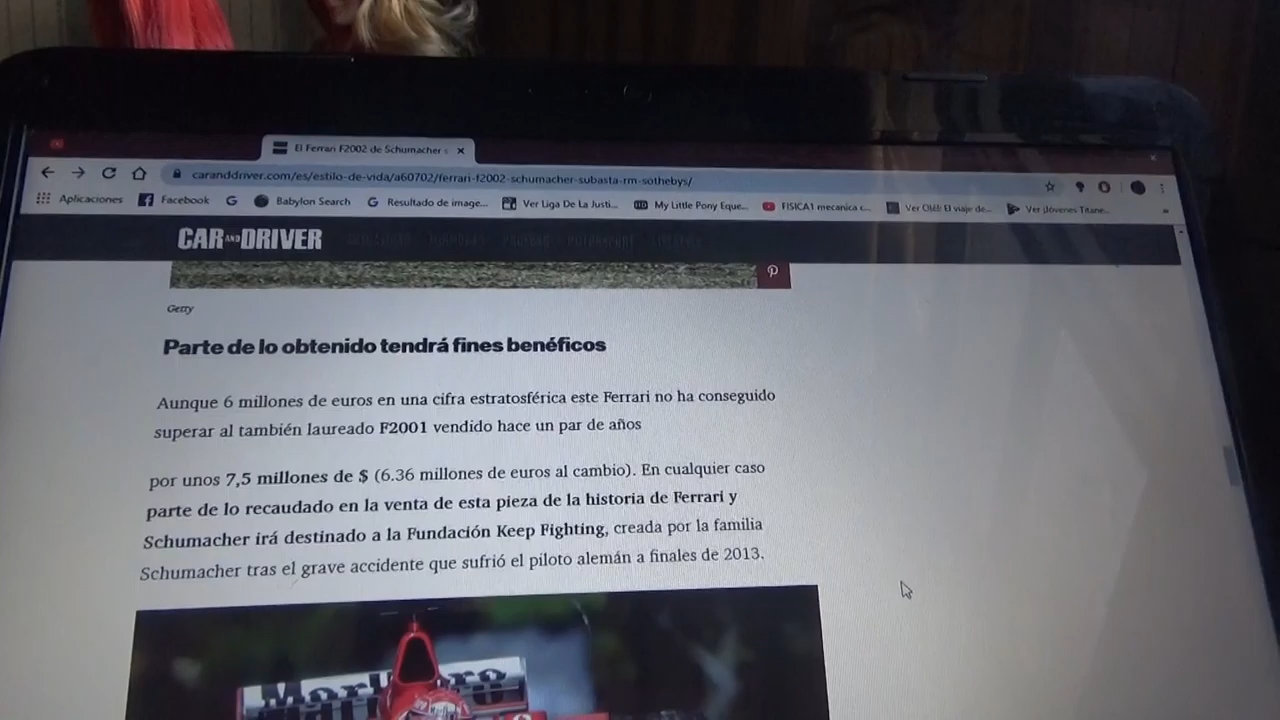 El Ferrari F2002 de Schumacher s
caranddriver.com/es/estilo-de-vida/a60702/ferrari-f2002-schumacher-subasta-rm-sothebys/
Aplicaciones Facebook Babylon Search Resultado de image... Ver Liga De La Justi... My Little Pony Eque... FISICA1 mecanica c... Ver Olé! El viaje de... Ver ¡Jóvenes Titane...
CAR AND DRIVER
Getty
Parte de lo obtenido tendrá fines benéficos
Aunque 6 millones de euros en una cifra estratosférica este Ferrari no ha conseguido
superar al también laureado F2001 vendido hace un par de años
por unos 7,5 millones de $ (6.36 millones de euros al cambio). En cualquier caso
parte de lo recaudado en la venta de esta pieza de la historia de Ferrari y
Schumacher irá destinado a la Fundación Keep Fighting, creada por la familia
Schumacher tras el grave accidente que sufrió el piloto alemán a finales de 2013.
Marlboro